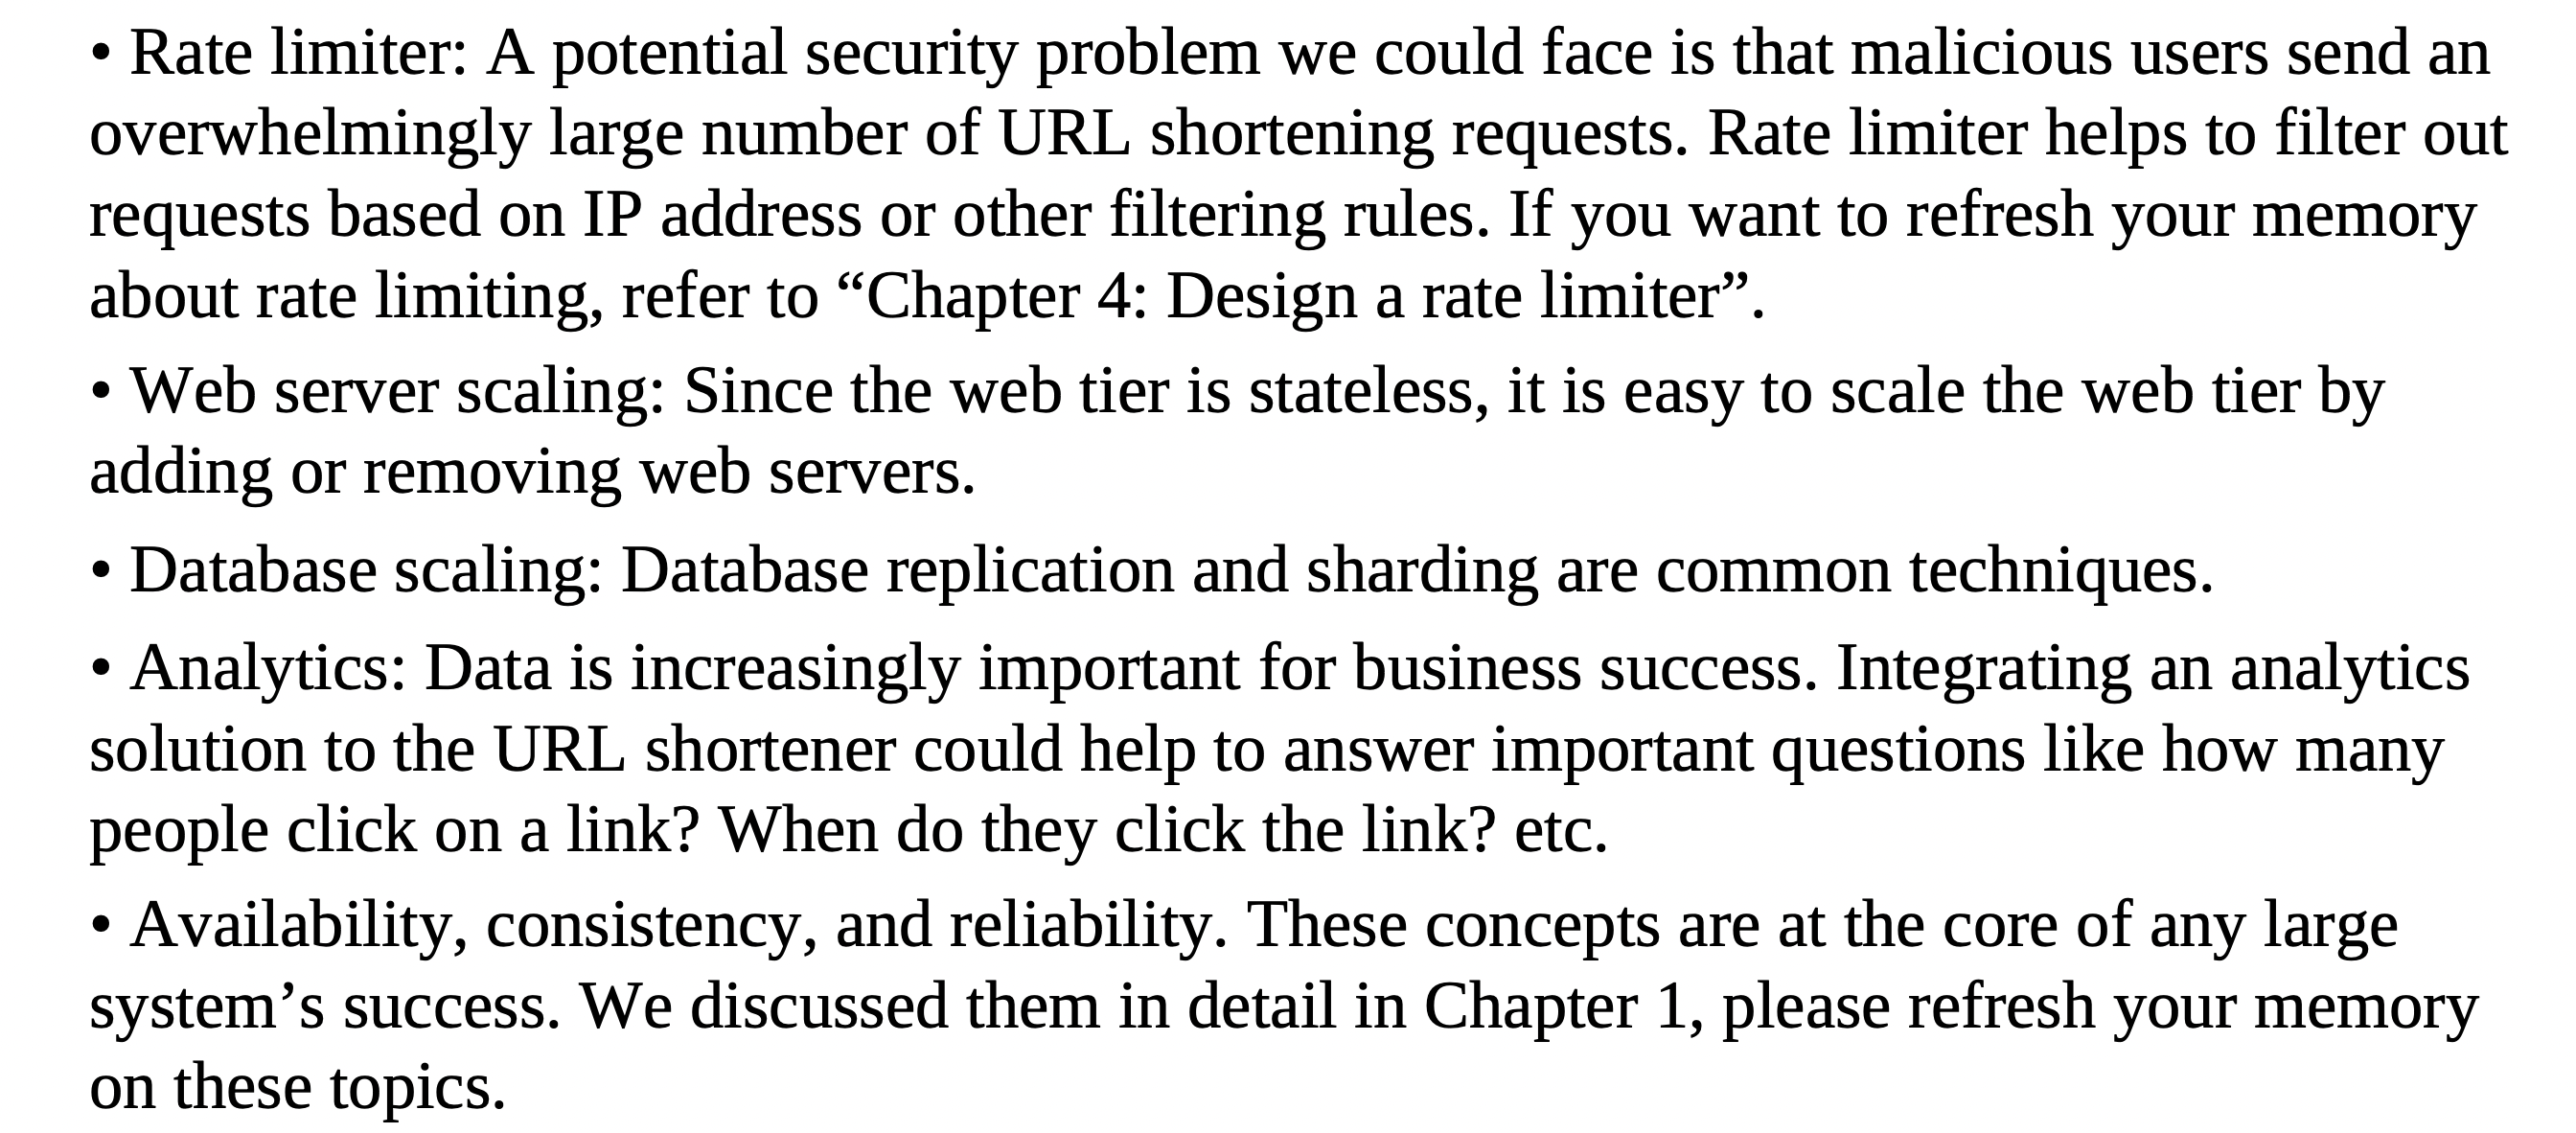 • Rate limiter: A potential security problem we could face is that malicious users send an
overwhelmingly large number of URL shortening requests. Rate limiter helps to filter out
requests based on IP address or other filtering rules. If you want to refresh your memory
about rate limiting, refer to “Chapter 4: Design a rate limiter”.
• Web server scaling: Since the web tier is stateless, it is easy to scale the web tier by
adding or removing web servers.
• Database scaling: Database replication and sharding are common techniques.
• Analytics: Data is increasingly important for business success. Integrating an analytics
solution to the URL shortener could help to answer important questions like how many
people click on a link? When do they click the link? etc.
• Availability, consistency, and reliability. These concepts are at the core of any large
system’s success. We discussed them in detail in Chapter 1, please refresh your memory
on these topics.